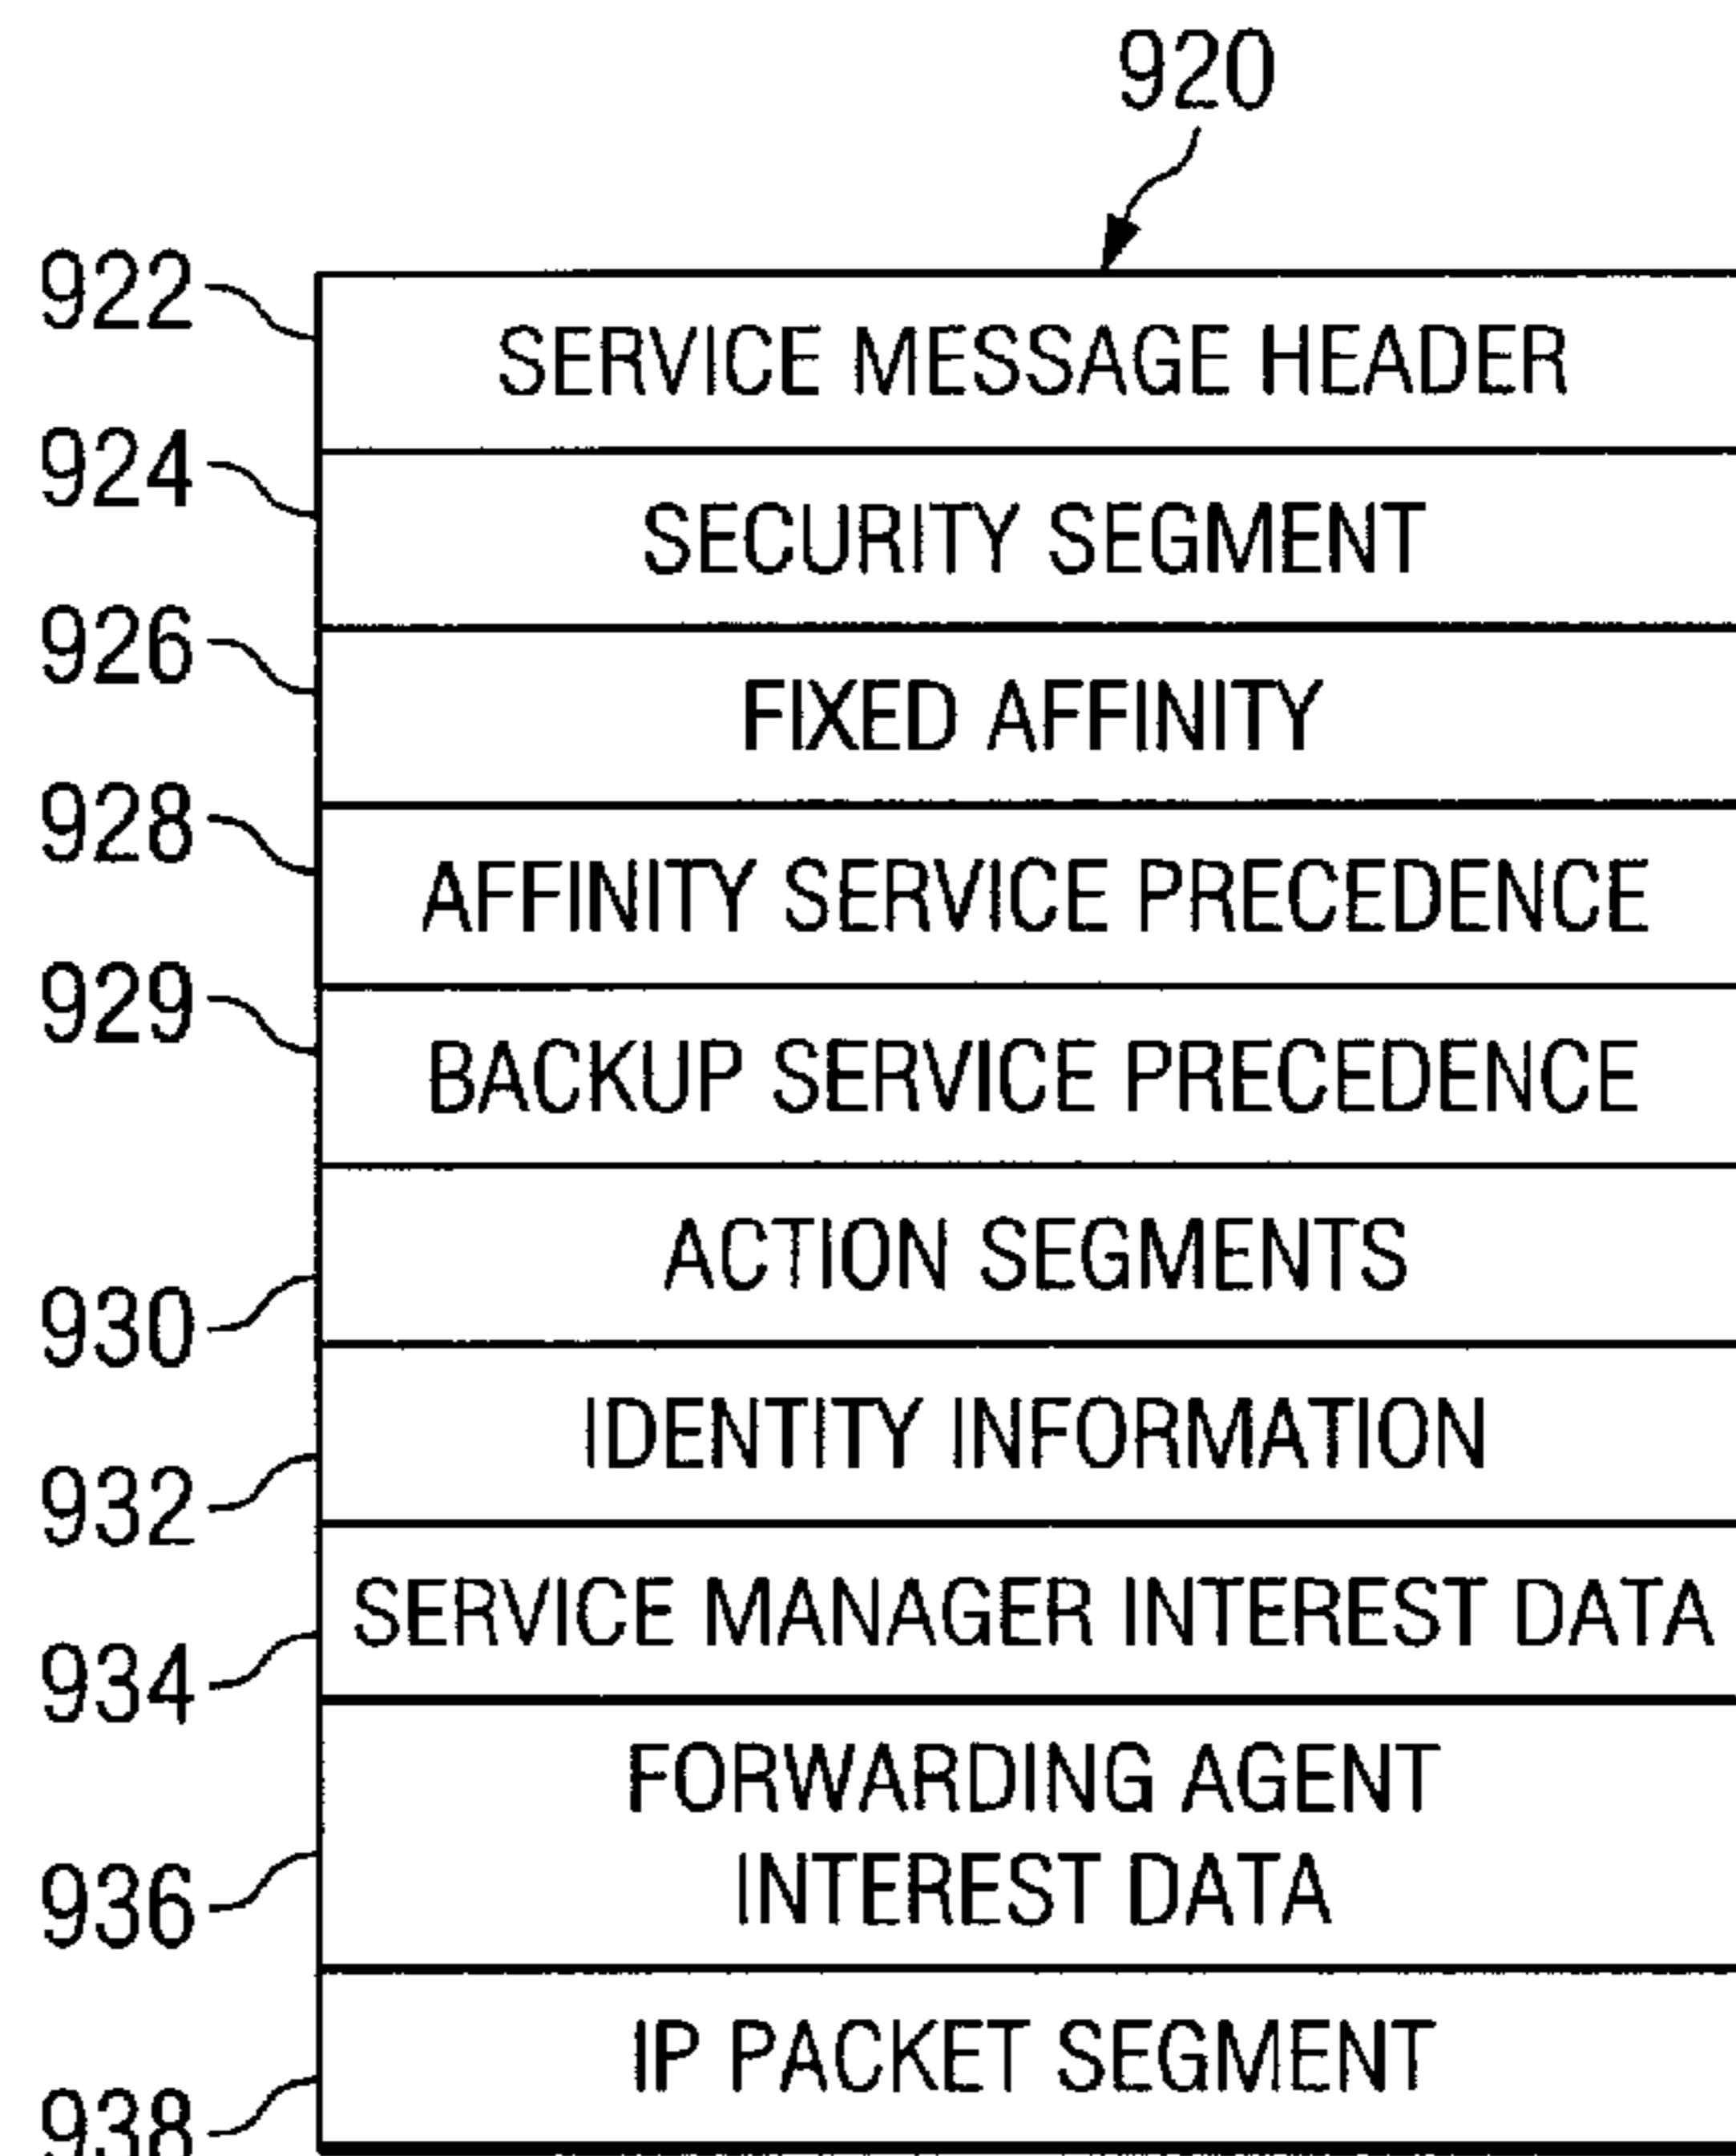 920
922
SERVICE MESSAGE HEADER
924
SECURITY SEGMENT
926
FIXED AFFINITY
928
AFFINITY SERVICE PRECEDENCE
929
BACKUP SERVICE PRECEDENCE
ACTION SEGMENTS
930
IDENTITY INFORMATION
932
SERVICE MANAGER INTEREST DATA
934
FORWARDING AGENT
INTEREST DATA
936
IP PACKET SEGMENT
938